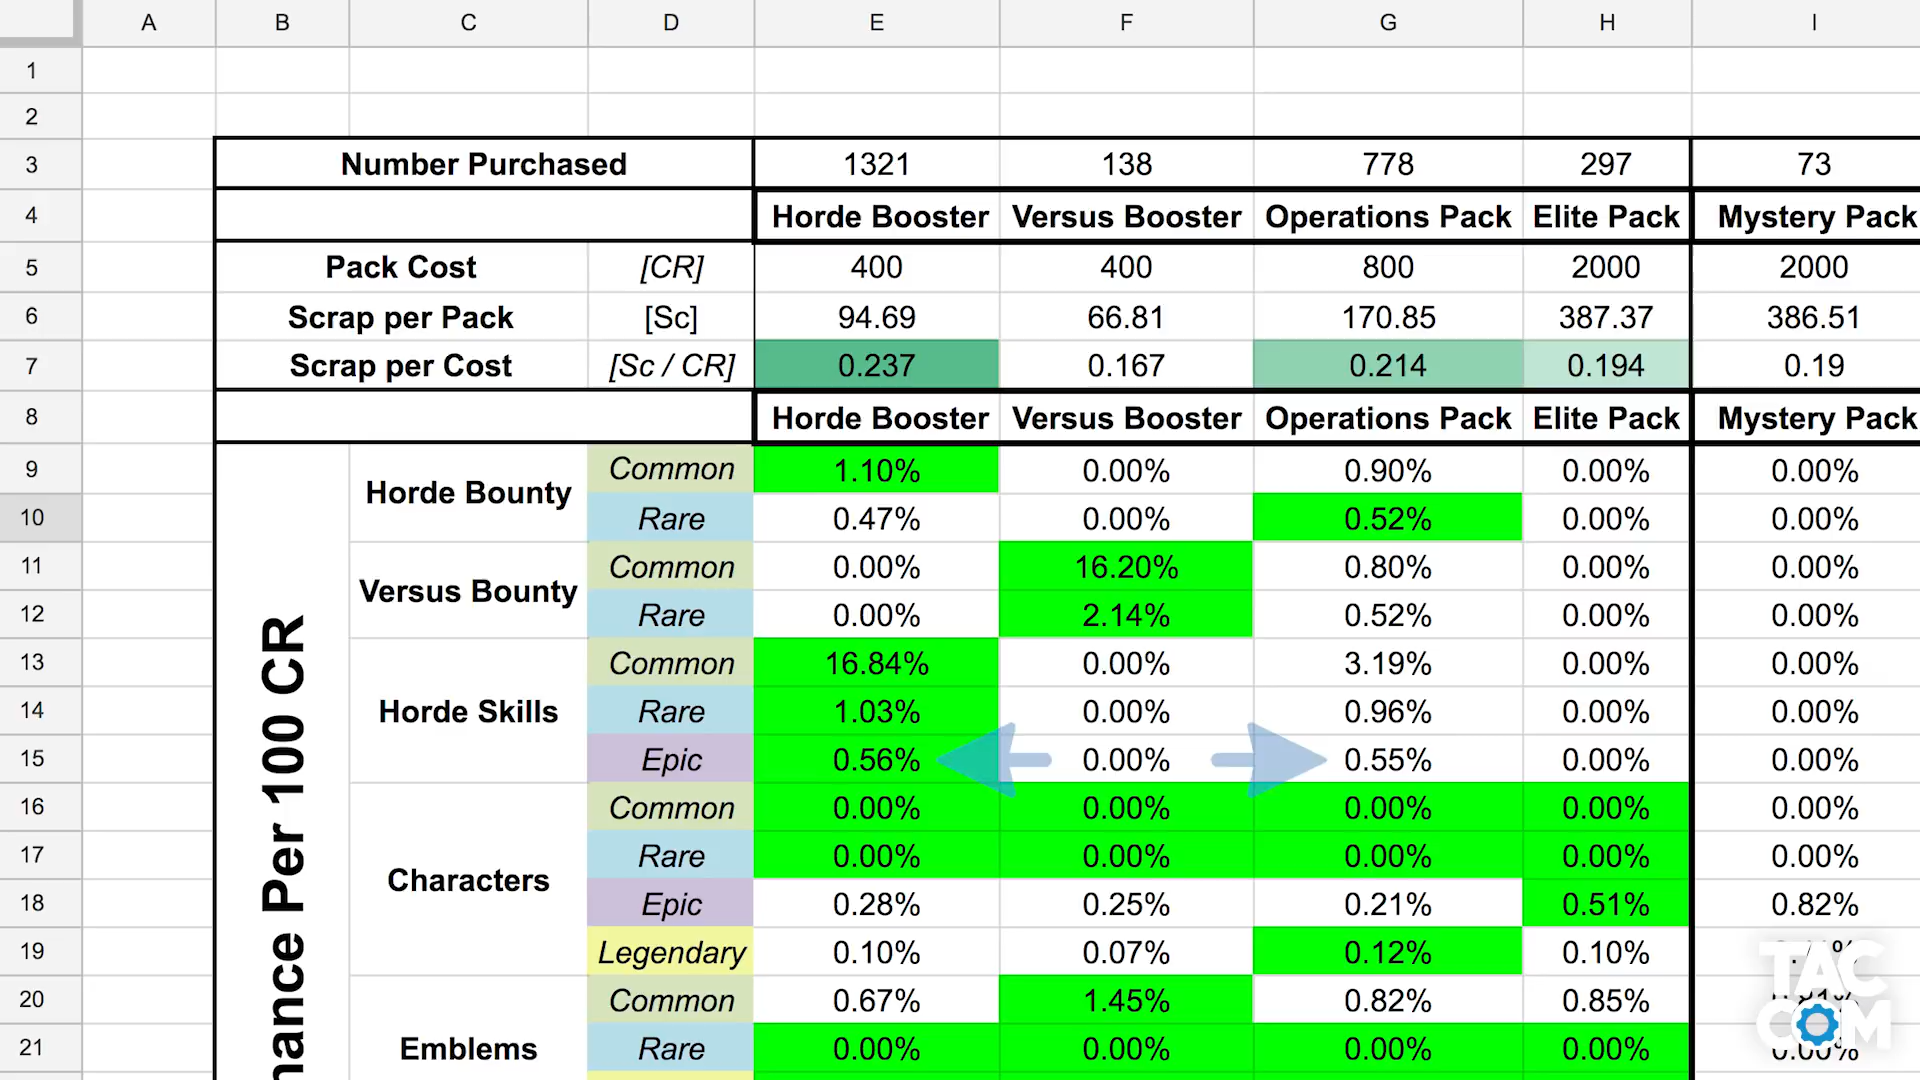 A B C D E F G H I
1
2
3 Number Purchased 1321 138 778 297 73
4 Horde Booster Versus Booster Operations Pack Elite Pack Mystery Pack
5 Pack Cost [CR] 400 400 800 2000 2000
6 Scrap per Pack [Sc] 94.69 66.81 170.85 387.37 386.51
7 Scrap per Cost [Sc / CR] 0.237 0.167 0.214 0.194 0.19
8 Horde Booster Versus Booster Operations Pack Elite Pack Mystery Pack
9 Common 1.10% 0.00% 0.90% 0.00% 0.00%
Horde Bounty
10 Rare 0.47% 0.00% 0.52% 0.00% 0.00%
11 Common 0.00% 16.20% 0.80% 0.00% 0.00%
Versus Bounty
12 Rare 0.00% 2.14% 0.52% 0.00% 0.00%
13 Common 16.84% 0.00% 3.19% 0.00% 0.00%
14 Horde Skills Rare 1.03% 0.00% 0.96% 0.00% 0.00%
15 Epic 0.56% 0.00% 0.55% 0.00% 0.00%
16 Common 0.00% 0.00% 0.00% 0.00% 0.00%
17 Rare 0.00% 0.00% 0.00% 0.00% 0.00%
Characters
18 Epic 0.28% 0.25% 0.21% 0.51% 0.82%
19 Legendary 0.10% 0.07% 0.12% 0.10%
20 Common 0.67% 1.45% 0.82% 0.85%
21 Emblems Rare 0.00% 0.00% 0.00% 0.00% 0.00%
Per 100 CR
TAC
COM